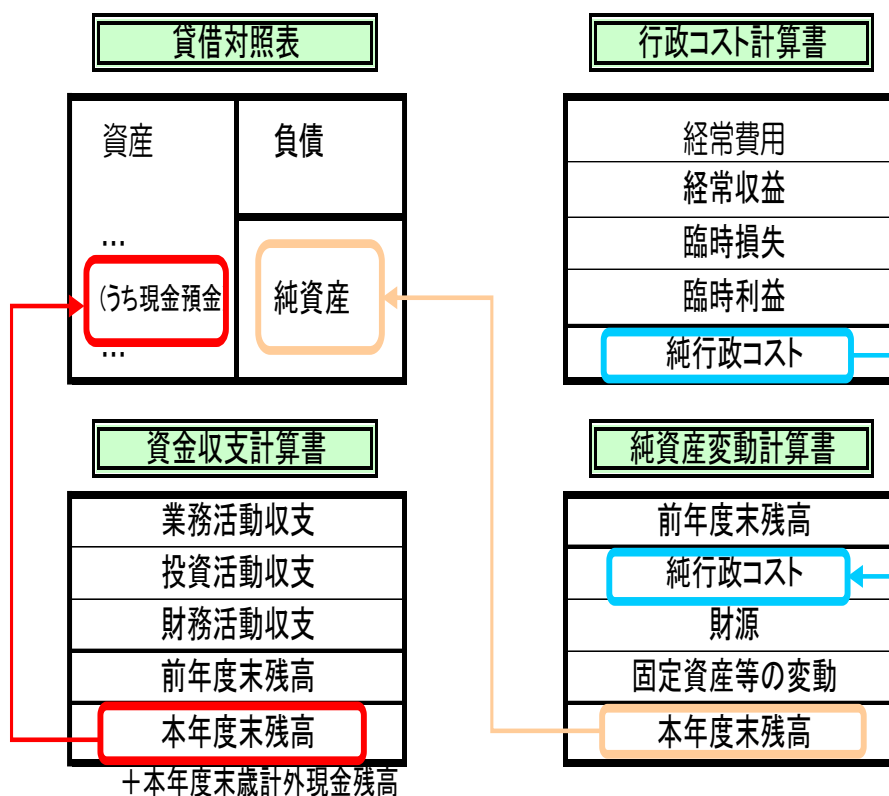 貸借対照表
資産
負債
…
(うち現金預金
純資産
…
行政コスト計算書
経常費用
経常収益
臨時損失
臨時利益
純行政コスト
資金収支計算書
業務活動収支
投資活動収支
財務活動収支
前年度末残高
本年度末残高
＋本年度末歳計外現金残高
純資産変動計算書
前年度末残高
純行政コスト
財源
固定資産等の変動
本年度末残高